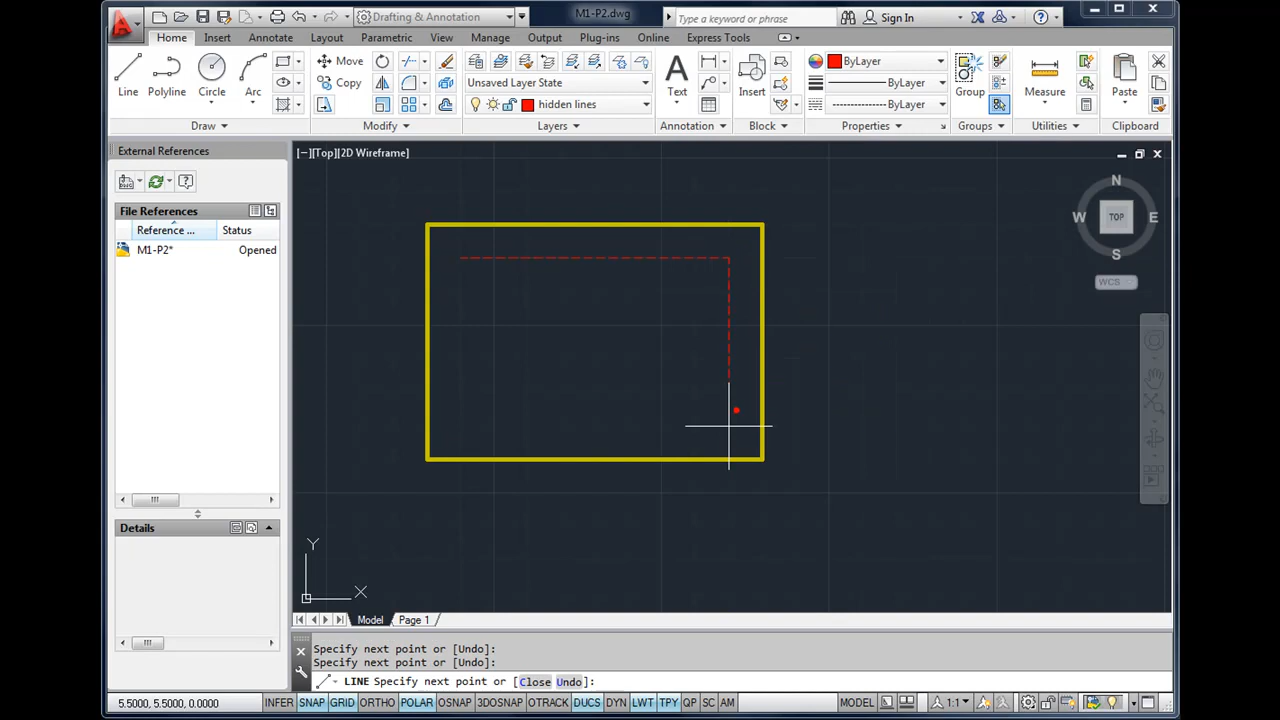 Drafting & Annotation
M1-P2.dwg
Type a keyword or phrase
Sign In
Home Insert Annotate Layout Parametric View Manage Output Plug-ins Online Express Tools
Move
Copy
Line Polyline Circle Arc
Draw
Modify
Unsaved Layer State
hidden lines
Layers
Text
Annotation
Insert
Block
ByLayer
ByLayer
ByLayer
Properties
Group
Groups
Measure
Utilities
Paste
Clipboard
External References
File References
Reference ... Status
M1-P2* Opened
Details
[−][Top][2D Wireframe]
N
W TOP E
S
WCS
Y
X
Model Page 1
Specify next point or [Undo]:
Specify next point or [Undo]:
LINE Specify next point or [Close Undo]:
5.5000, 5.5000, 0.0000 INFER SNAP GRID ORTHO POLAR OSNAP 3DOSNAP OTRACK DUCS DYN LWT TPY QP SC AM MODEL 1:1